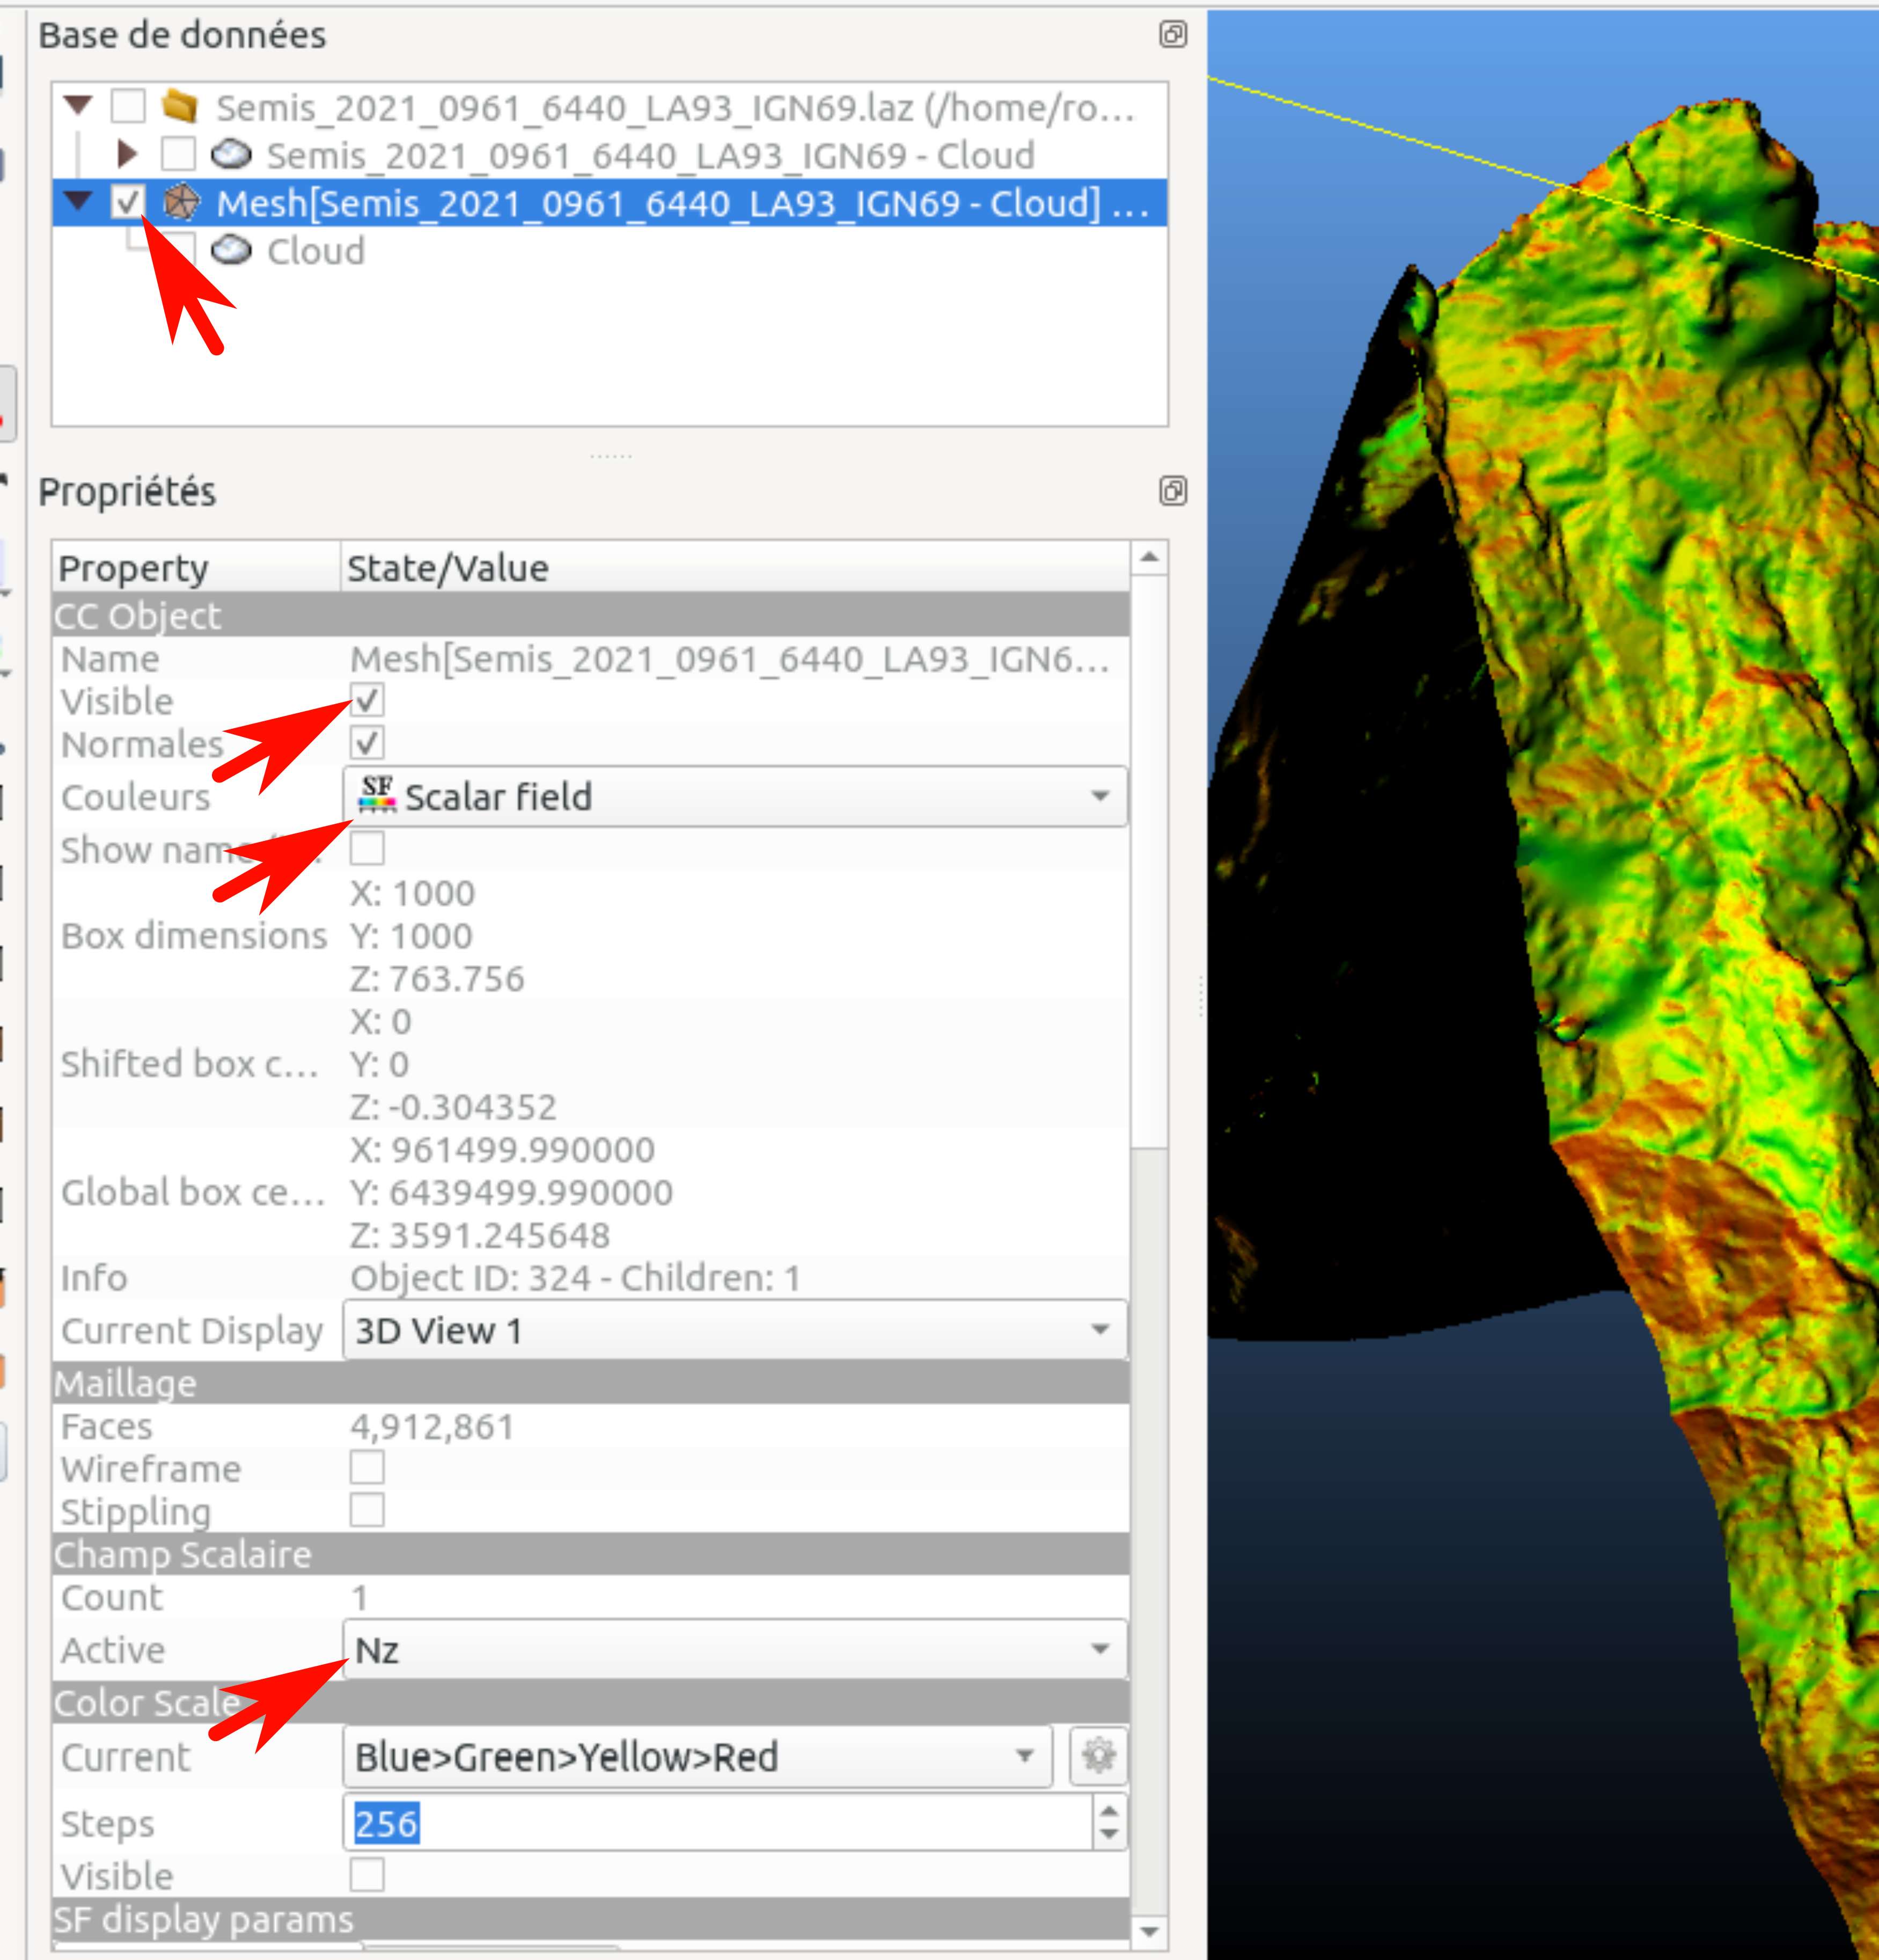 Base de données
Semis_2021_0961_6440_LA93_IGN69.laz (/home/ro...
Semis_2021_0961_6440_LA93_IGN69 - Cloud
Mesh[Semis_2021_0961_6440_LA93_IGN69 - Cloud] ...
Cloud
Propriétés
Property State/Value
CC Object
Name Mesh[Semis_2021_0961_6440_LA93_IGN6...
Visible
Normales
Couleurs SF Scalar field
Show
X: 1000
Box dimensions Y: 1000
Z: 763.756
X: 0
Shifted box c... Y: 0
Z: -0.304352
X: 961499.990000
Global box ce... Y: 6439499.990000
Z: 3591.245648
Info Object ID: 324 - Children: 1
Current Display 3D View 1
Maillage
Faces 4,912,861
Wireframe
Stippling
Champ Scalaire
Count 1
Active Nz
Color Scale
Current Blue>Green>Yellow>Red
Steps 256
Visible
SF display params